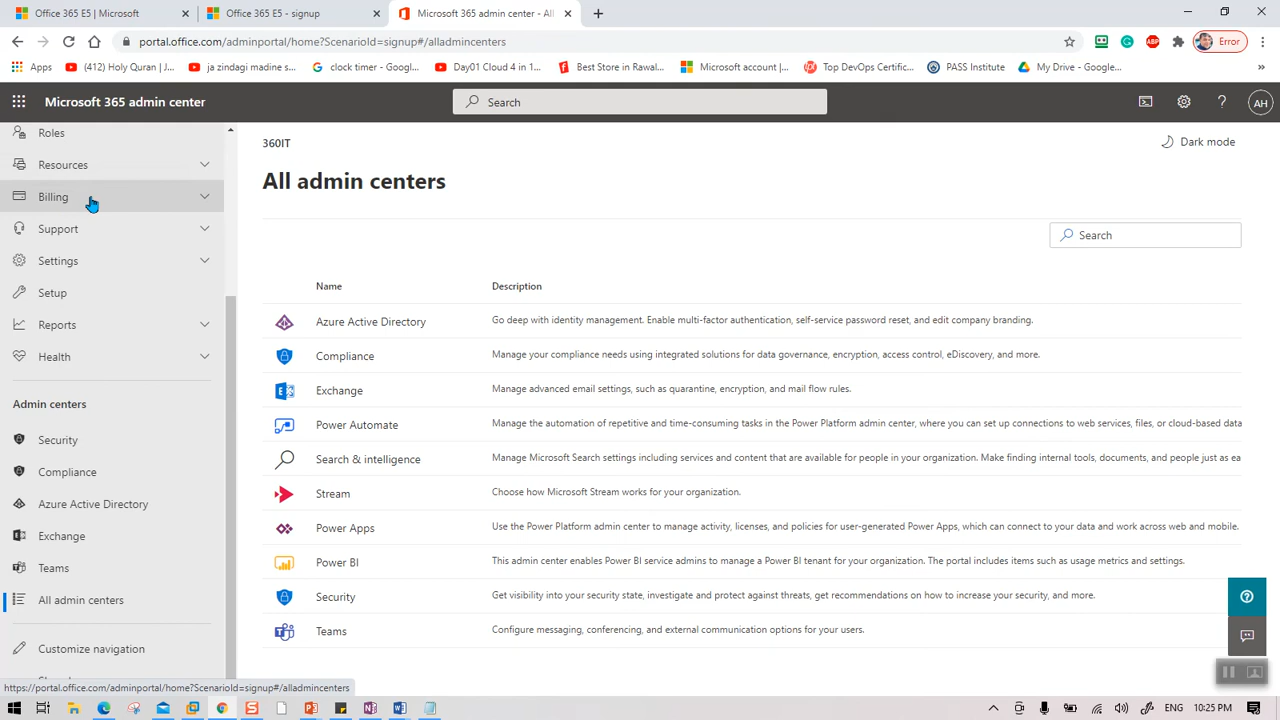 Office 365 E5 | Microsoft
Office 365 E5 - signup
Microsoft 365 admin center - All
portal.office.com/adminportal/home?ScenarioId=signup#/alladmincenters
Error
Apps
(412) Holy Quran | J...
ja zindagi madine s...
clock timer - Googl...
Day01 Cloud 4 in 1...
Best Store in Rawal...
Microsoft account |...
Top DevOps Certific...
PASS Institute
My Drive - Google...
»
Microsoft 365 admin center
Search
?
AH
Roles
Resources
Billing
Support
Settings
Setup
Reports
Health
Admin centers
Security
Compliance
Azure Active Directory
Exchange
Teams
All admin centers
Customize navigation
360IT
Dark mode
All admin centers
Search
Name Description
Azure Active Directory Go deep with identity management. Enable multi-factor authentication, self-service password reset, and edit company branding.
Compliance Manage your compliance needs using integrated solutions for data governance, encryption, access control, eDiscovery, and more.
Exchange Manage advanced email settings, such as quarantine, encryption, and mail flow rules.
Power Automate Manage the automation of repetitive and time-consuming tasks in the Power Platform admin center, where you can set up connections to web services, files, or cloud-based data
Search & intelligence Manage Microsoft Search settings including services and content that are available for people in your organization. Make finding internal tools, documents, and people just as ea
Stream Choose how Microsoft Stream works for your organization.
Power Apps Use the Power Platform admin center to manage activity, licenses, and policies for user-generated Power Apps, which can connect to your data and work across web and mobile.
Power BI This admin center enables Power BI service admins to manage a Power BI tenant for your organization. The portal includes items such as usage metrics and settings.
Security Get visibility into your security state, investigate and protect against threats, get recommendations on how to increase your security, and more.
Teams Configure messaging, conferencing, and external communication options for your users.
https://portal.office.com/adminportal/home?ScenarioId=signup#/alladmincenters
ENG 10:25 PM